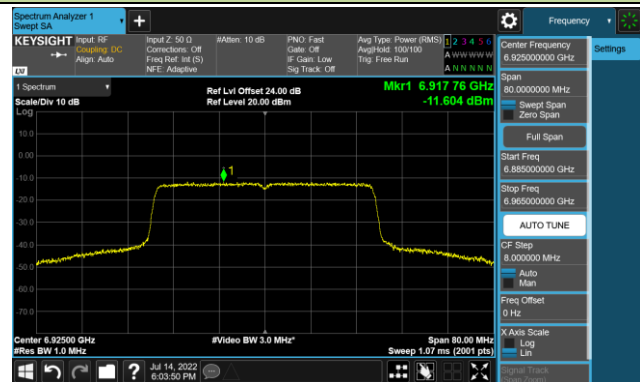 Spectrum Analyzer 1
Swept SA
Frequency
KEYSIGHT
Input: RF
Coupling: DC
Align: Auto
Input Z: 50 Ω
Corrections: Off
Freq Ref: Int (S)
NFE: Adaptive
#Atten: 10 dB
PNO: Fast
Gate: Off
IF Gain: Low
Sig Track: Off
Avg Type: Power (RMS)
Avg|Hold: 100/100
Trig: Free Run
1 2 3 4 5 6
A W W W W W
A N N N N N
LXI
1 Spectrum
Scale/Div 10 dB
Log
Ref Lvl Offset 24.00 dB
Ref Level 20.00 dBm
Mkr1 6.917 76 GHz
-11.604 dBm
10.0
0.00
-10.0
-20.0
-30.0
-40.0
-50.0
-60.0
-70.0
1
Center 6.92500 GHz
#Res BW 1.0 MHz
#Video BW 3.0 MHz*
Span 80.00 MHz
Sweep 1.07 ms (2001 pts)
Jul 14, 2022
6:03:50 PM
Center Frequency
6.925000000 GHz
Span
80.0000000 MHz
Swept Span
Zero Span
Full Span
Start Freq
6.885000000 GHz
Stop Freq
6.965000000 GHz
AUTO TUNE
CF Step
8.000000 MHz
Auto
Man
Freq Offset
0 Hz
X Axis Scale
Log
Lin
Signal Track
(Span Zoom)
Settings